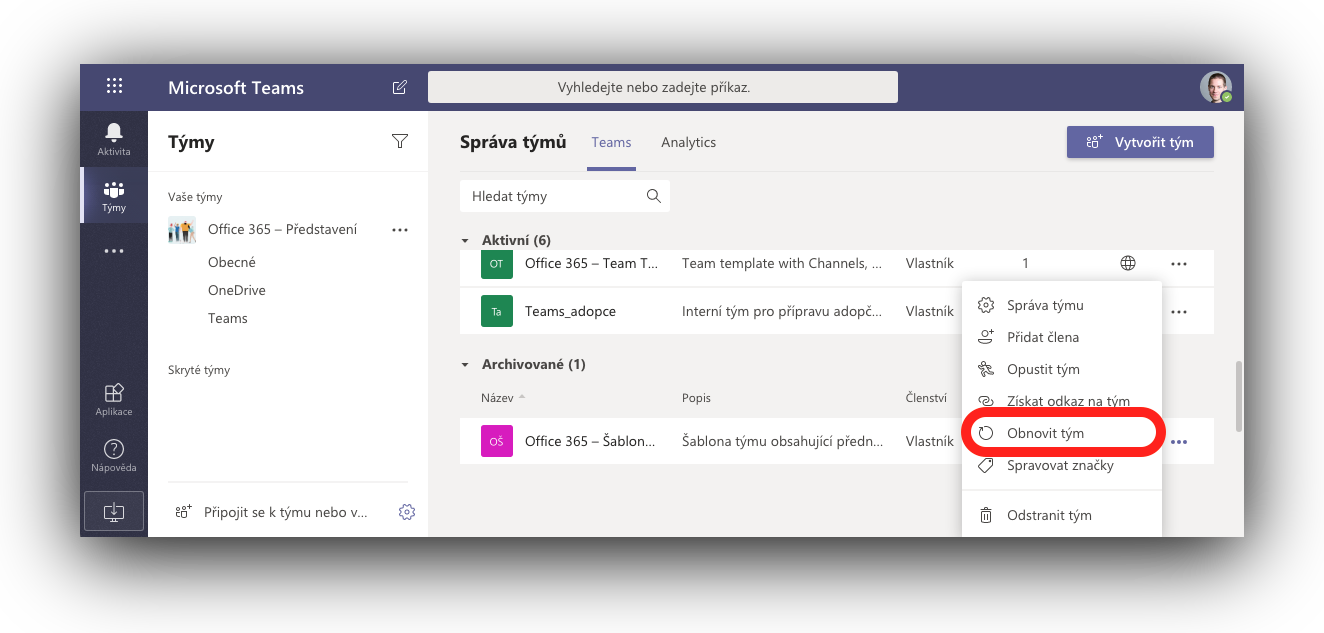 Microsoft Teams
Vyhledejte nebo zadejte příkaz.
Aktivita
Týmy
Aplikace
Nápověda
Týmy
Vaše týmy
Office 365 – Představení
Obecné
OneDrive
Teams
Skryté týmy
Připojit se k týmu nebo v...
Správa týmů Teams Analytics
Vytvořit tým
Hledat týmy
Aktivní (6)
OT Office 365 – Team T... Team template with Channels, ... Vlastník 1
Ta Teams_adopce Interní tým pro přípravu adopč... Vlastník
Archivované (1)
Název Popis Členství
OŠ Office 365 – Šablon... Šablona týmu obsahující předn... Vlastník
Správa týmu
Přidat člena
Opustit tým
Získat odkaz na tým
Obnovit tým
Spravovat značky
Odstranit tým